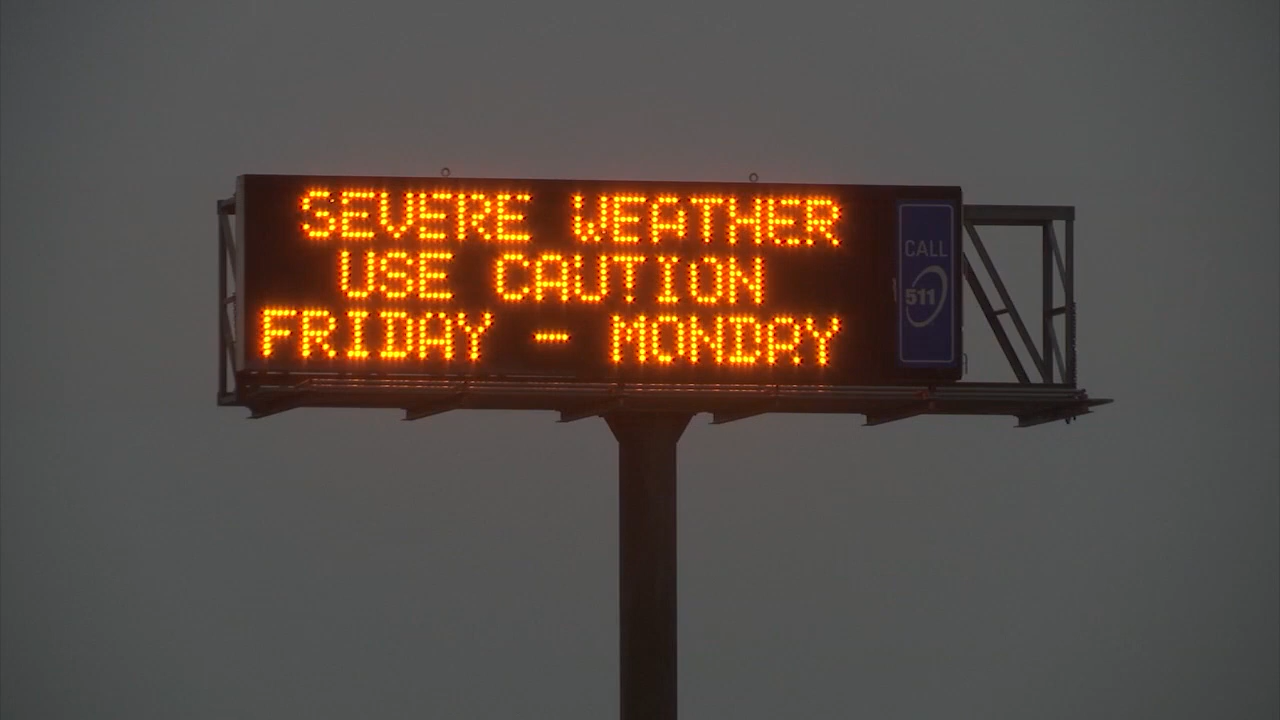 SEVERE WEATHER
USE CAUTION
FRIDAY - MONDAY
CALL
511